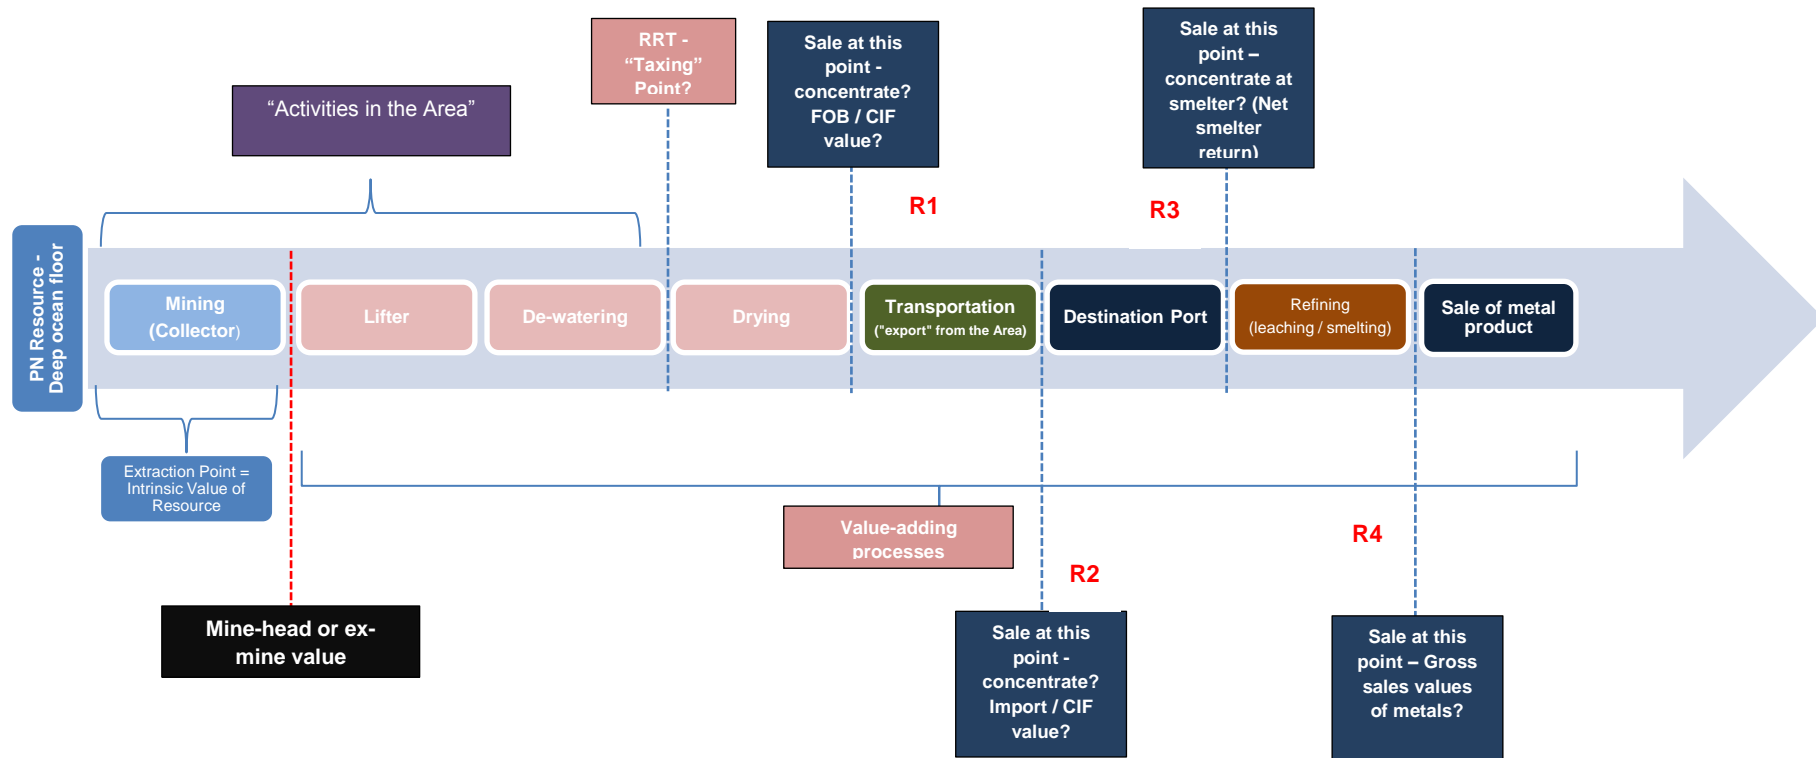 RRT -
“Taxing”
Point?
Sale at this
point -
concentrate?
FOB / CIF
value?
Sale at this
point –
concentrate at
smelter? (Net
smelter
return)
“Activities in the Area”
R1
R3
PN Resource -
Deep ocean floor
Mining
(Collector)
Lifter
De-watering
Drying
Transportation
("export" from the Area)
Destination Port
Refining
(leaching / smelting)
Sale of metal
product
Extraction Point =
Intrinsic Value of
Resource
Value-adding
processes
R2
R4
Mine-head or ex-
mine value
Sale at this
point -
concentrate?
Import / CIF
value?
Sale at this
point – Gross
sales values
of metals?